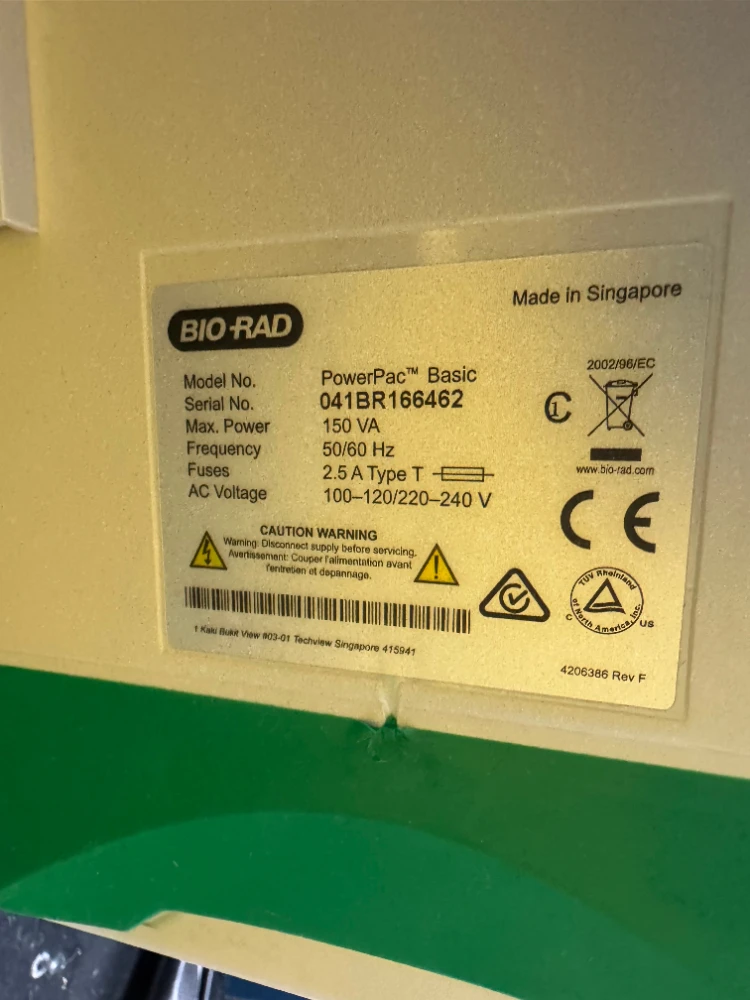 Made in Singapore
BIO-RAD
Model No. PowerPac™ Basic
Serial No. 041BR166462
Max. Power 150 VA
Frequency 50/60 Hz
Fuses 2.5 A Type T
AC Voltage 100–120/220–240 V
2002/96/EC
www.bio-rad.com
CE
CAUTION WARNING
Warning: Disconnect supply before servicing.
Avertissement: Couper l'alimentation avant
l'entretien et depannage.
TUV Rheinland
of North America, Inc.
C US
1 Kaki Bukit View #03-01 Techview Singapore 415941
4206386 Rev F